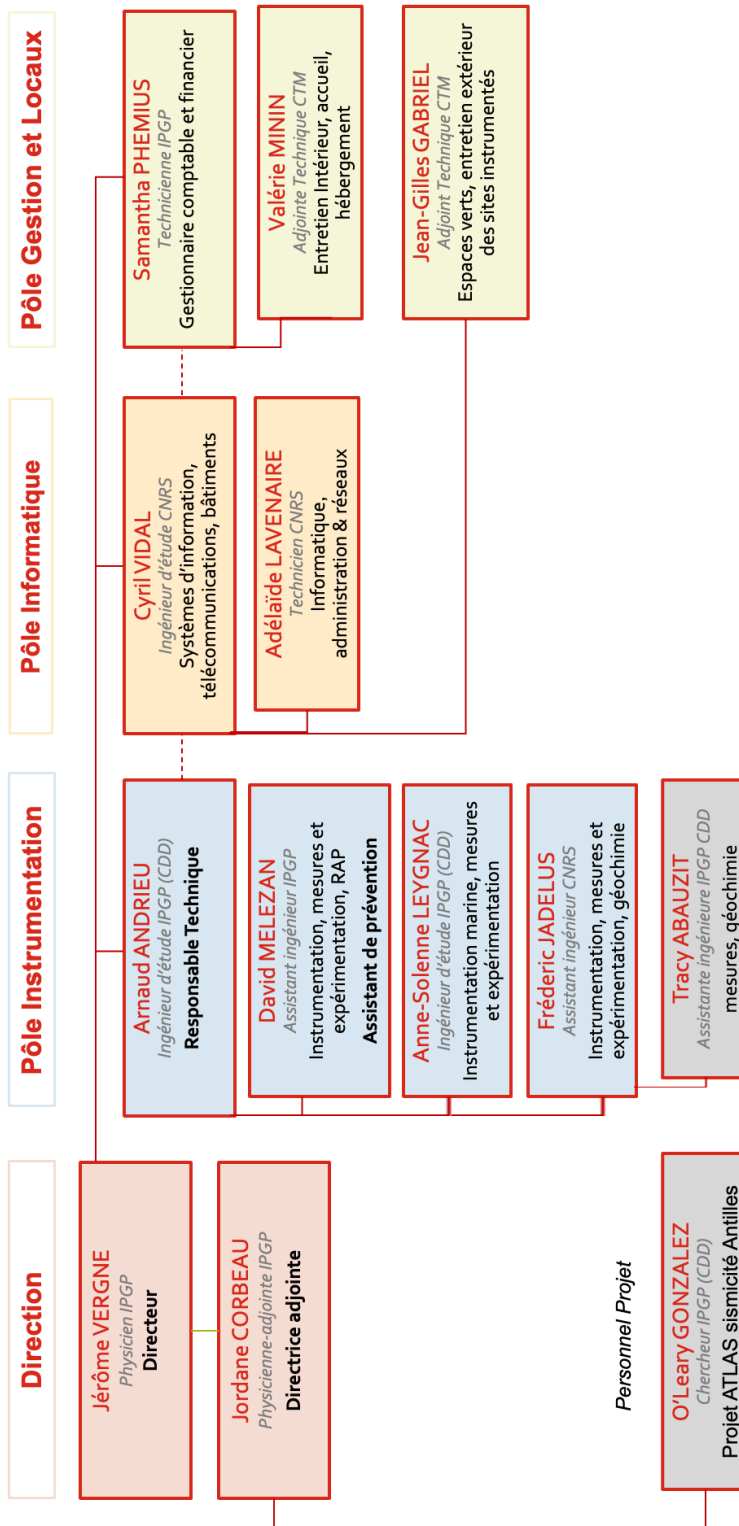 Direction
Jérôme VERGNE
Physicien IPGP
Directeur
Jordane CORBEAU
Physicienne-adjointe IPGP
Directrice adjointe
Personnel Projet
O'Leary GONZALEZ
Chercheur IPGP (CDD)
Projet ATLAS sismicité Antilles
Pôle Instrumentation
Arnaud ANDRIEU
Ingénieur d'étude IPGP (CDD)
Responsable Technique
David MELEZAN
Assistant ingénieur IPGP
Instrumentation, mesures et
expérimentation, RAP
Assistant de prévention
Anne-Solenne LEYGNAC
Ingénieur d'étude IPGP (CDD)
Instrumentation marine, mesures
et expérimentation
Fréderic JADELUS
Assistant ingénieur CNRS
Instrumentation, mesures et
expérimentation, géochimie
Tracy ABAUZIT
Assistante ingénieure IPGP CDD
mesures, géochimie
Pôle Informatique
Cyril VIDAL
Ingénieur d'étude CNRS
Systèmes d'information,
télécommunications, bâtiments
Adélaïde LAVENAIRE
Technicien CNRS
Informatique,
administration & réseaux
Pôle Gestion et Locaux
Samantha PHEMIUS
Technicienne IPGP
Gestionnaire comptable et financier
Valérie MININ
Adjointe Technique CTM
Entretien Intérieur, accueil,
hébergement
Jean-Gilles GABRIEL
Adjoint Technique CTM
Espaces verts, entretien extérieur
des sites instrumentés